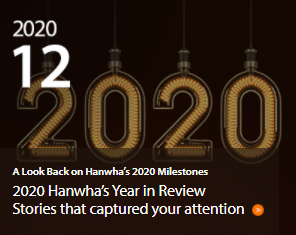 2020
12
2020
A Look Back on Hanwha's 2020 Milestones
2020 Hanwha's Year in Review
Stories that captured your attention